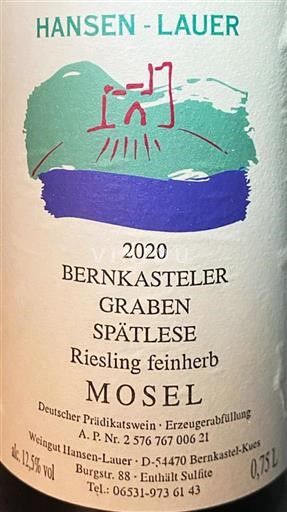 HANSEN - LAUER
2020
BERNKASTELER
GRABEN
SPÄTLESE
Riesling feinherb
MOSEL
Deutscher Prädikatswein · Erzeugerabfüllung
A. P. Nr. 2 576 767 006 21
alc. 12,5% vol
Weingut Hansen-Lauer · D-54470 Bernkastel-Kues
0,75 L
Burgstr. 88 · Enthält Sulfite
Tel.: 06531-973 61 43